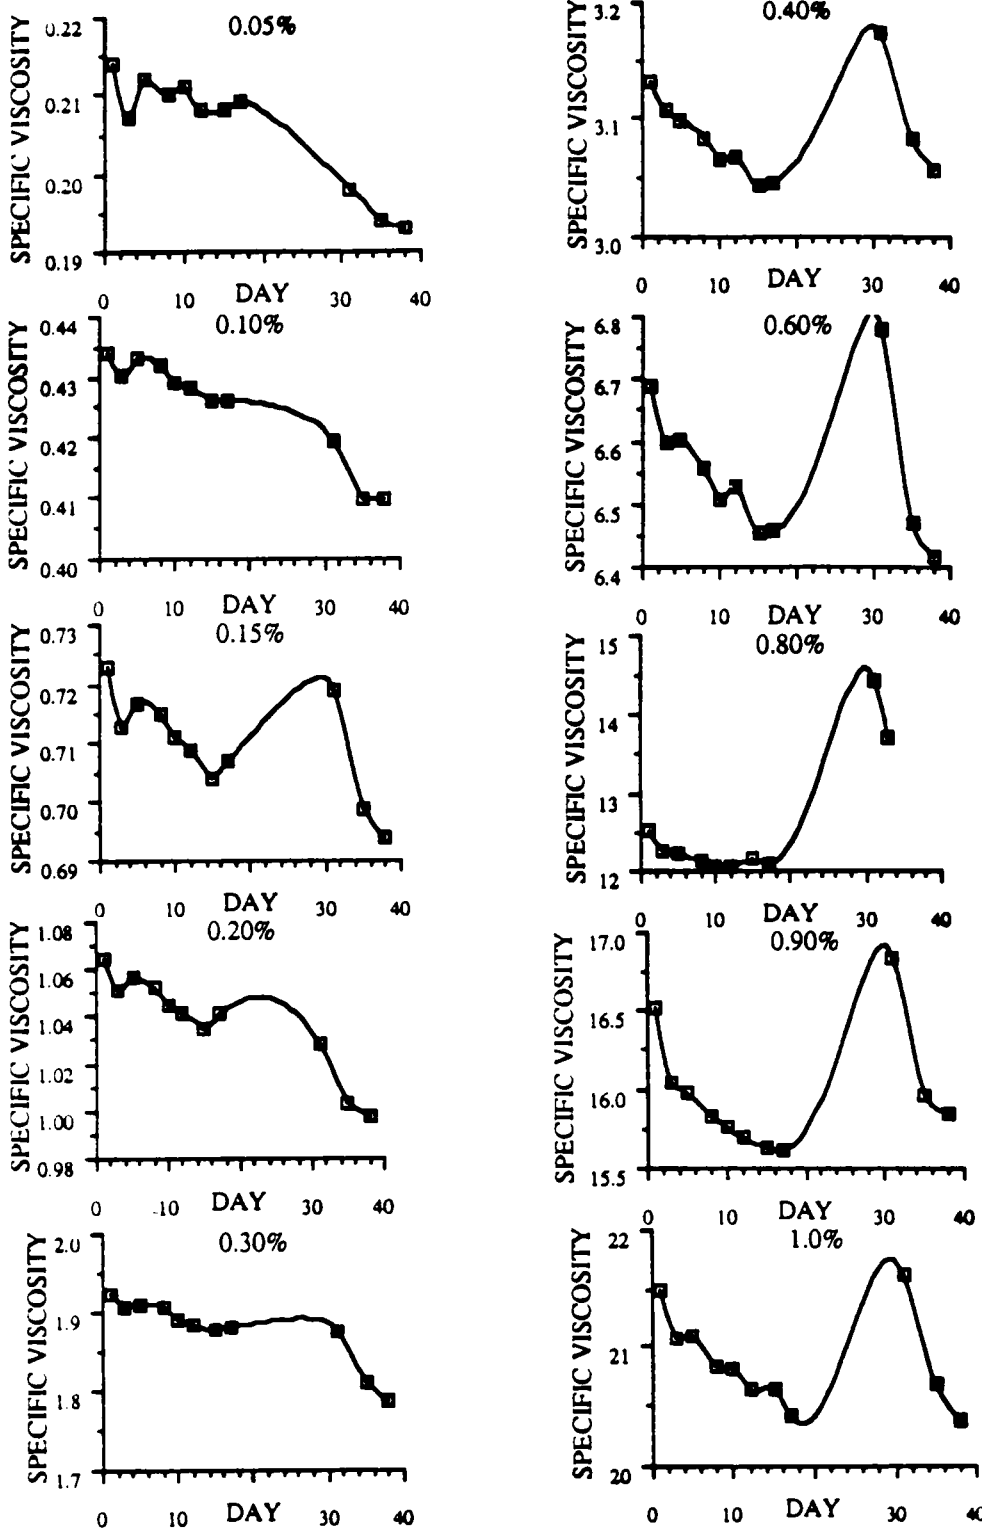 0.05%
SPECIFIC VISCOSITY
0.22
0.21
0.20
0.19
0 10 DAY 30 40
0.10%
SPECIFIC VISCOSITY
0.44
0.43
0.42
0.41
0.40
0 10 DAY 30 40
0.15%
SPECIFIC VISCOSITY
0.73
0.72
0.71
0.70
0.69
0 10 DAY 30 40
0.20%
SPECIFIC VISCOSITY
1.08
1.06
1.04
1.02
1.00
0.98
0 10 DAY 30 40
0.30%
SPECIFIC VISCOSITY
2.0
1.9
1.8
1.7
0 10 DAY 30 40
0.40%
SPECIFIC VISCOSITY
3.2
3.1
3.0
0 10 DAY 30 40
0.60%
SPECIFIC VISCOSITY
6.8
6.7
6.6
6.5
6.4
0 10 DAY 30 40
0.80%
SPECIFIC VISCOSITY
15
14
13
12
0 10 DAY 30 40
0.90%
SPECIFIC VISCOSITY
17.0
16.5
16.0
15.5
0 10 DAY 30 40
1.0%
SPECIFIC VISCOSITY
22
21
20
0 10 DAY 30 40